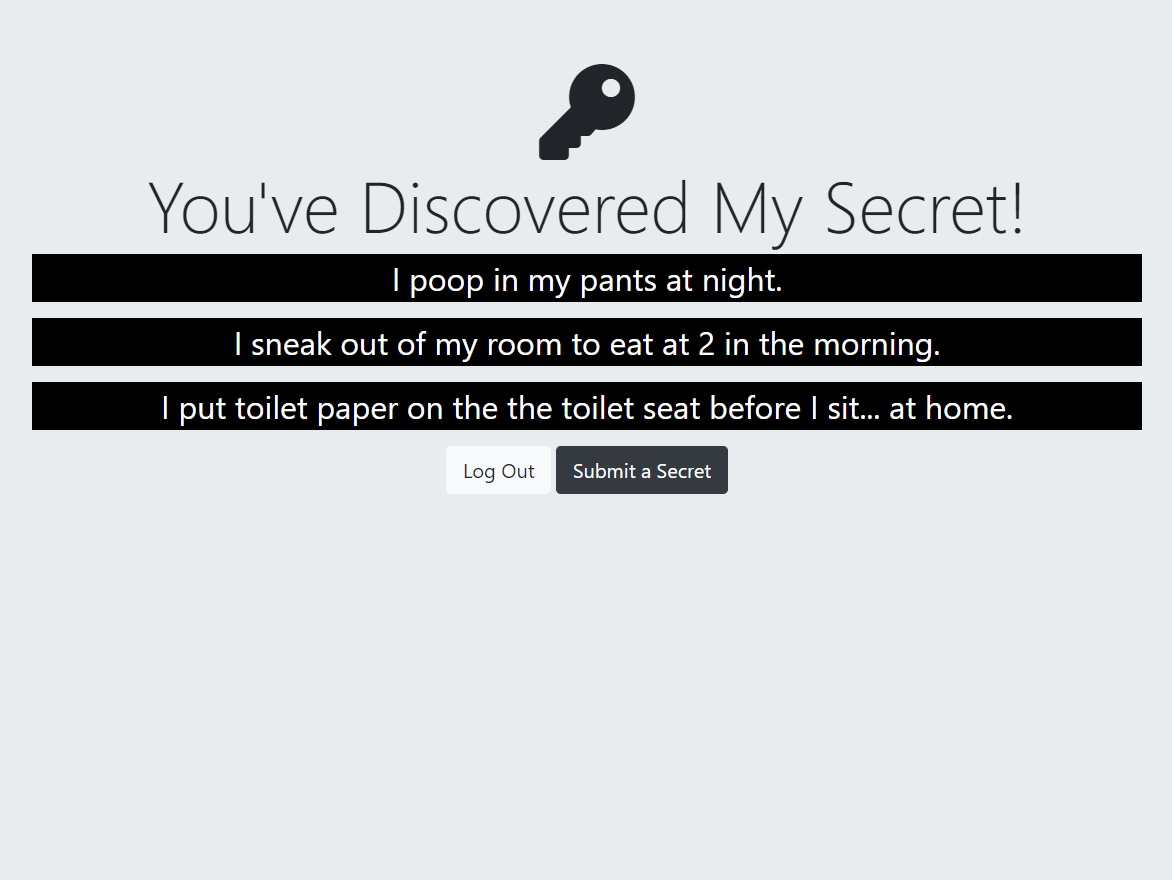 You've Discovered My Secret!
I poop in my pants at night.
I sneak out of my room to eat at 2 in the morning.
I put toilet paper on the the toilet seat before I sit... at home.
Log Out Submit a Secret